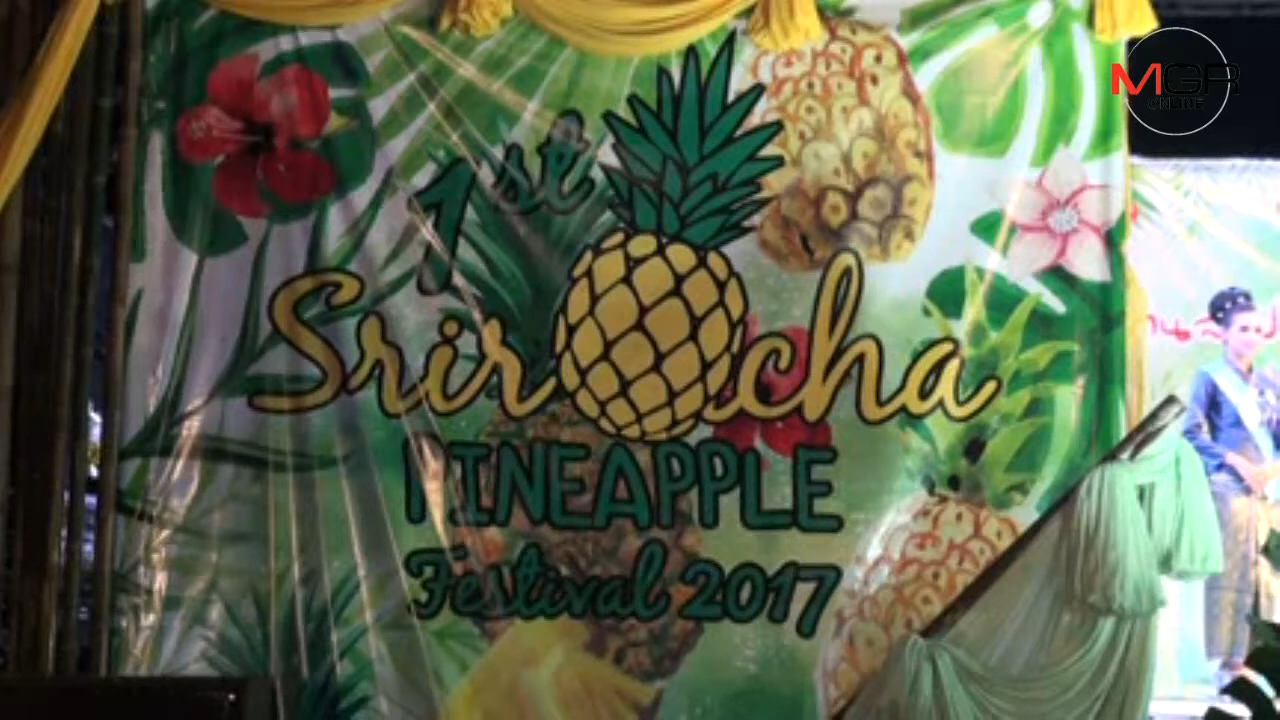 MGR
ONLINE
1st
Sriracha
PINEAPPLE
Festival 2017